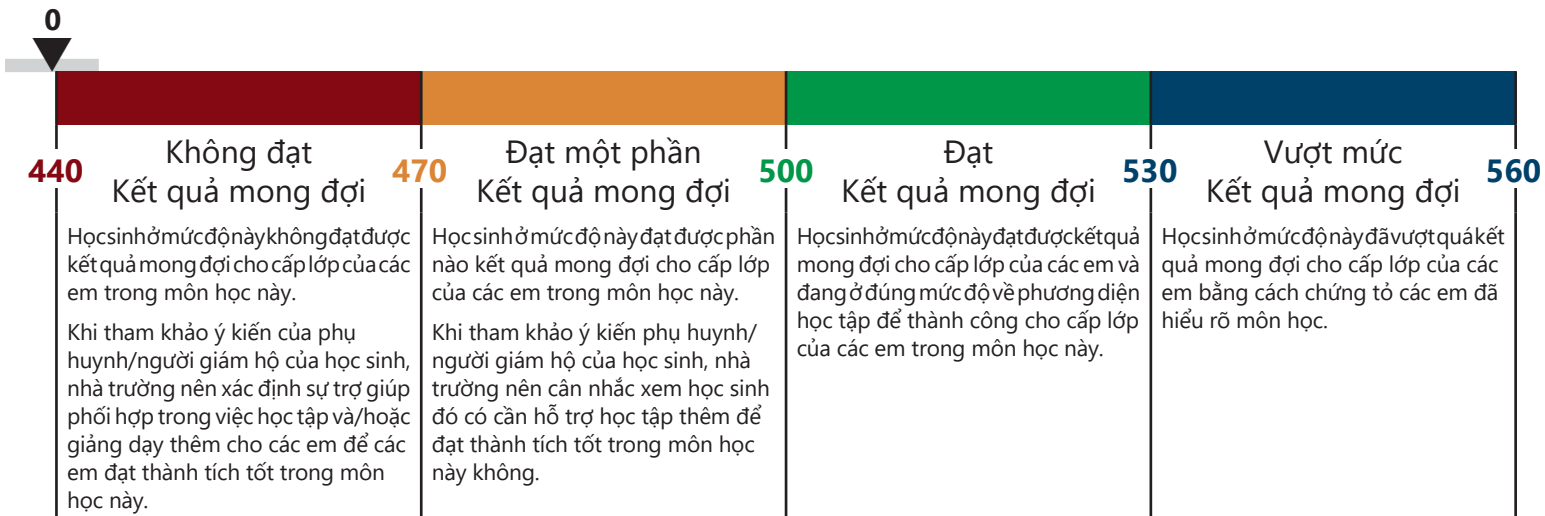 0
440
Không đạt
Kết quả mong đợi
Học sinh ở mức độ này không đạt được
kết quả mong đợi cho cấp lớp của các
em trong môn học này.
Khi tham khảo ý kiến của phụ
huynh/người giám hộ của học sinh,
nhà trường nên xác định sự trợ giúp
phối hợp trong việc học tập và/hoặc
giảng dạy thêm cho các em để các
em đạt thành tích tốt trong môn
học này.
470
Đạt một phần
Kết quả mong đợi
Học sinh ở mức độ này đạt được phần
nào kết quả mong đợi cho cấp lớp
của các em trong môn học này.
Khi tham khảo ý kiến phụ huynh/
người giám hộ của học sinh, nhà
trường nên cân nhắc xem học sinh
đó có cần hỗ trợ học tập thêm để
đạt thành tích tốt trong môn học
này không.
500
Đạt
Kết quả mong đợi
Học sinh ở mức độ này đạt được kết quả
mong đợi cho cấp lớp của các em và
đang ở đúng mức độ về phương diện
học tập để thành công cho cấp lớp
của các em trong môn học này.
530
Vượt mức
Kết quả mong đợi
Học sinh ở mức độ này đã vượt quá kết
quả mong đợi cho cấp lớp của các
em bằng cách chứng tỏ các em đã
hiểu rõ môn học.
560